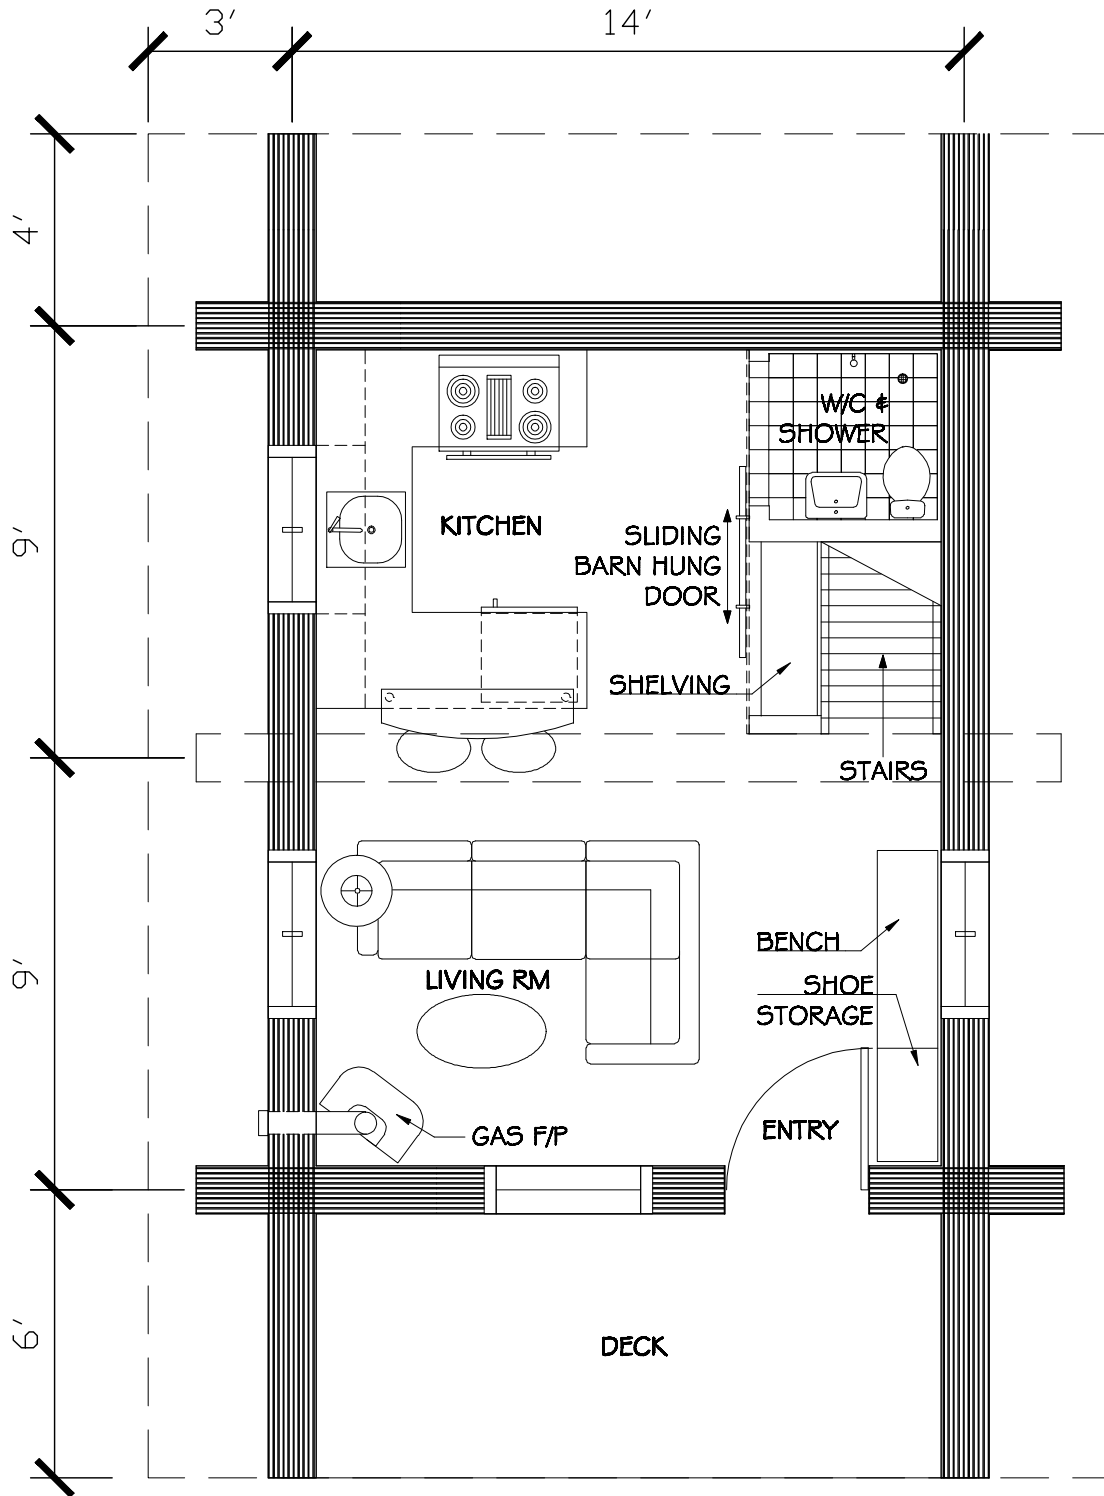 3'
14'
4'
W/C &
SHOWER
9'
KITCHEN
SLIDING
BARN HUNG
DOOR
SHELVING
STAIRS
9'
BENCH
LIVING RM
SHOE
STORAGE
GAS F/P
ENTRY
6'
DECK